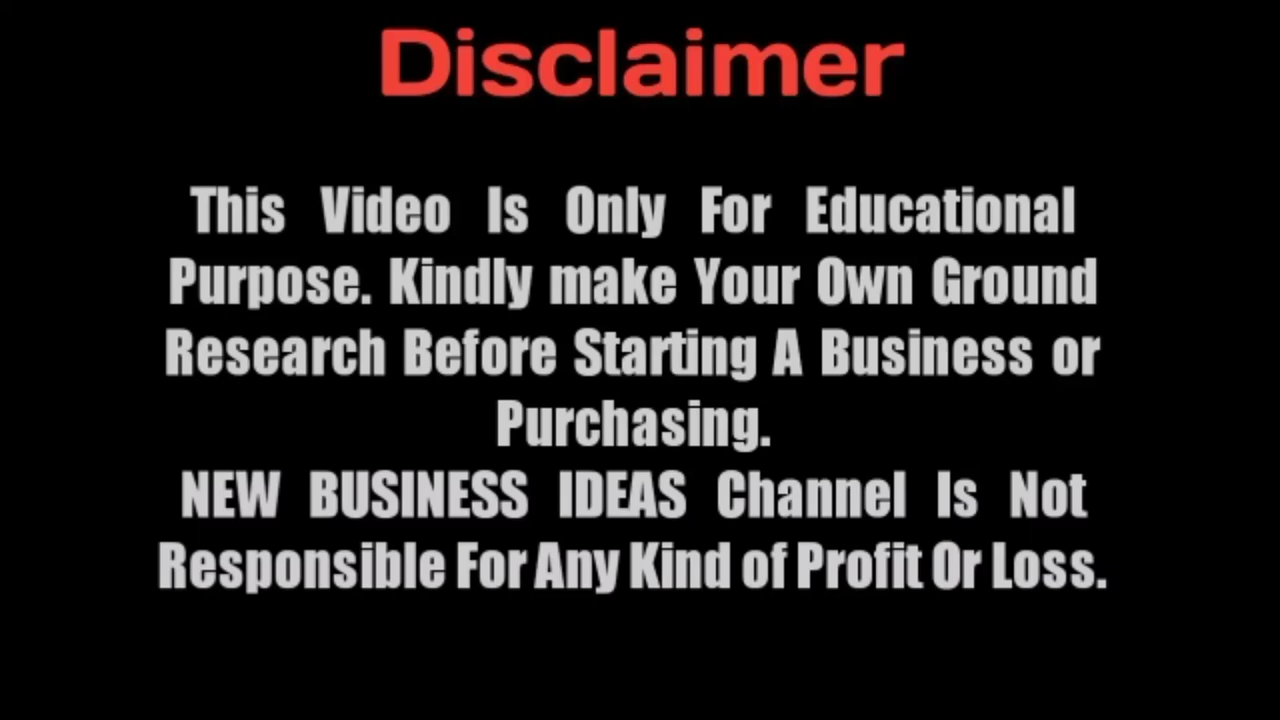 Disclaimer
This Video Is Only For Educational
Purpose. Kindly make Your Own Ground
Research Before Starting A Business or
Purchasing.
NEW BUSINESS IDEAS Channel Is Not
Responsible For Any Kind of Profit Or Loss.